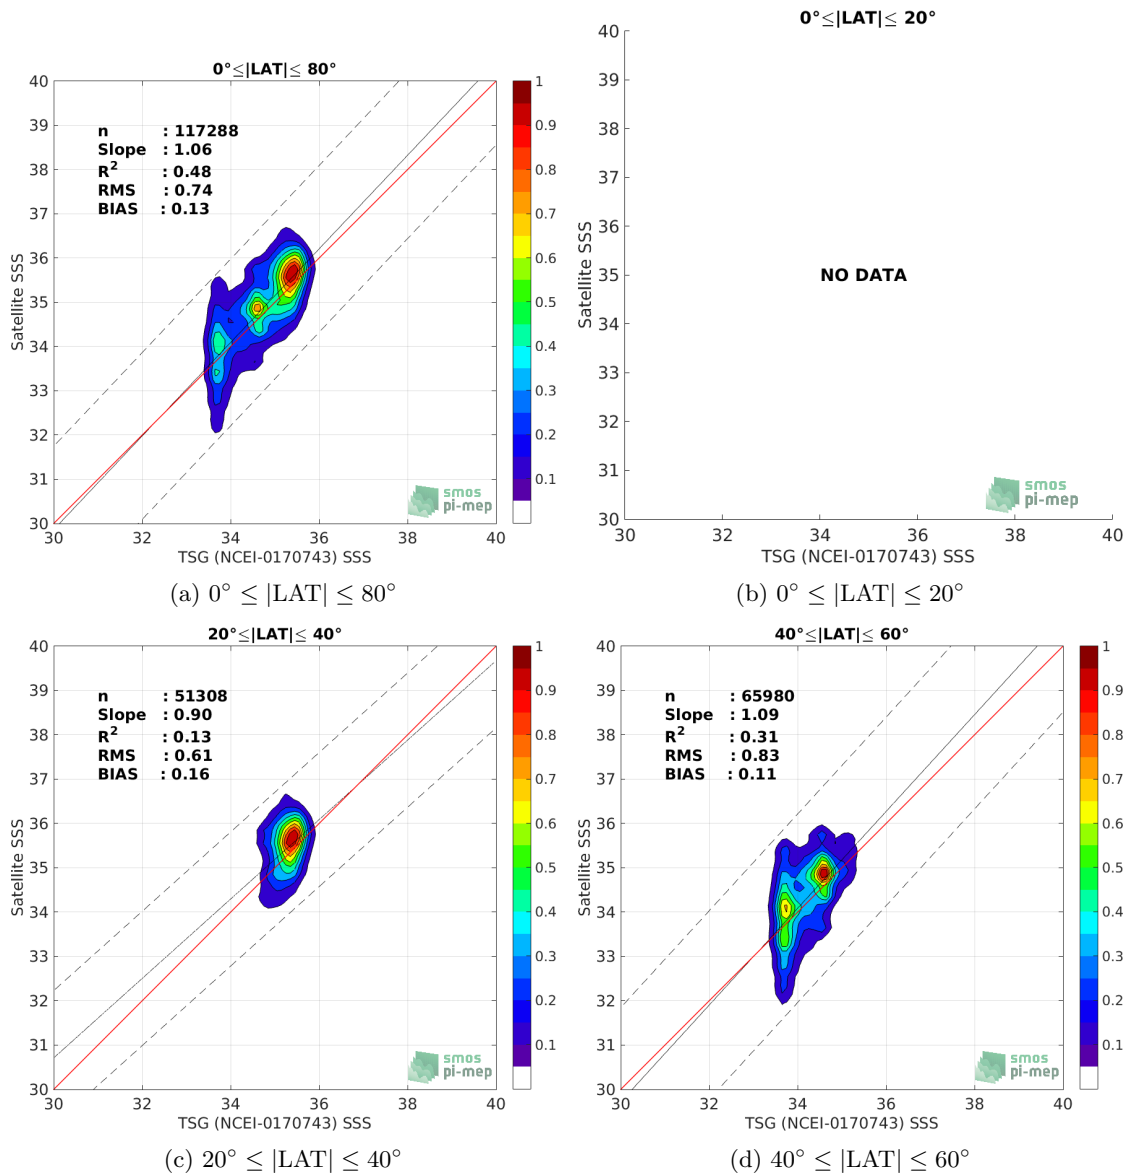 0°≤|LAT|≤ 80°
n : 117288
Slope : 1.06
R² : 0.48
RMS : 0.74
BIAS : 0.13
40
39
38
37
36
35
34
33
32
31
30
Satellite SSS
30 32 34 36 38 40
TSG (NCEI-0170743) SSS
1
0.9
0.8
0.7
0.6
0.5
0.4
0.3
0.2
0.1
smos
pi-mep
(a) 0° ≤ |LAT| ≤ 80°
0°≤|LAT|≤ 20°
40
39
38
37
36
35
34
33
32
31
30
Satellite SSS
NO DATA
30 32 34 36 38 40
TSG (NCEI-0170743) SSS
smos
pi-mep
(b) 0° ≤ |LAT| ≤ 20°
20°≤|LAT|≤ 40°
n : 51308
Slope : 0.90
R² : 0.13
RMS : 0.61
BIAS : 0.16
40
39
38
37
36
35
34
33
32
31
30
Satellite SSS
30 32 34 36 38 40
TSG (NCEI-0170743) SSS
1
0.9
0.8
0.7
0.6
0.5
0.4
0.3
0.2
0.1
smos
pi-mep
(c) 20° ≤ |LAT| ≤ 40°
40°≤|LAT|≤ 60°
n : 65980
Slope : 1.09
R² : 0.31
RMS : 0.83
BIAS : 0.11
40
39
38
37
36
35
34
33
32
31
30
Satellite SSS
30 32 34 36 38 40
TSG (NCEI-0170743) SSS
1
0.9
0.8
0.7
0.6
0.5
0.4
0.3
0.2
0.1
smos
pi-mep
(d) 40° ≤ |LAT| ≤ 60°